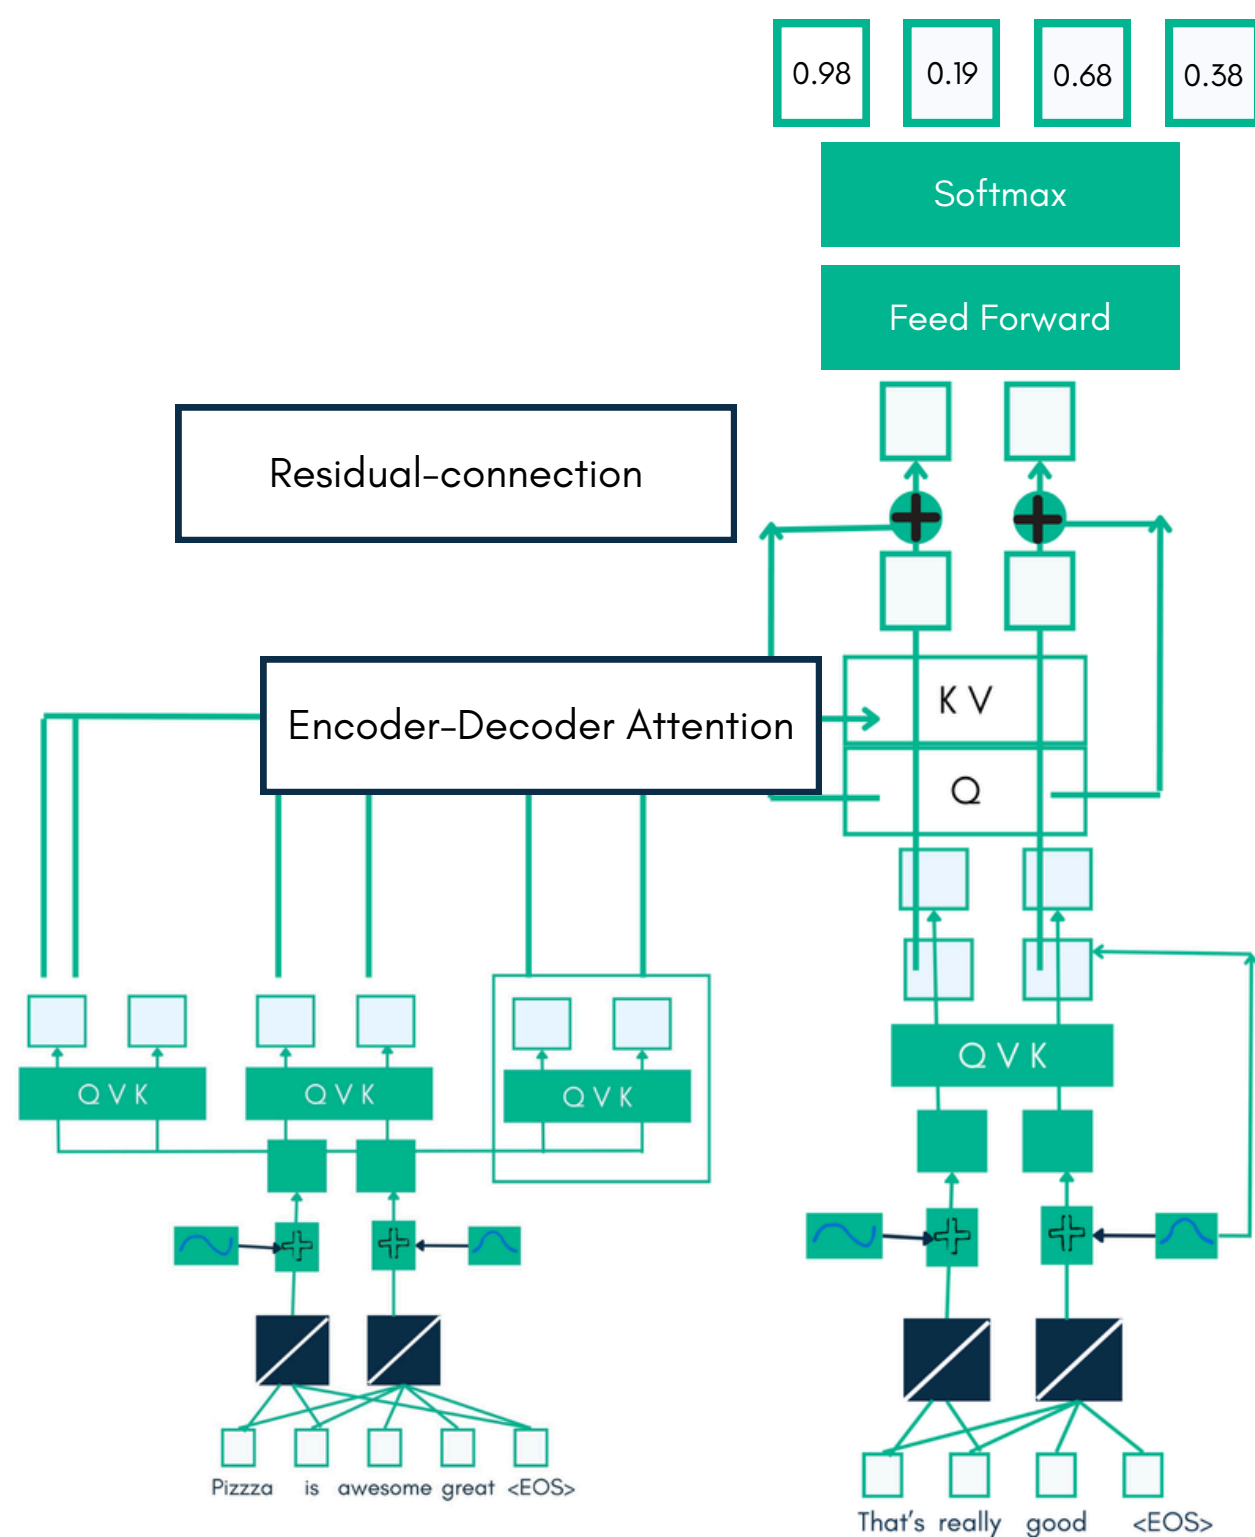 0.98 0.19 0.68 0.38
Softmax
Feed Forward
Residual-connection
K V
Encoder-Decoder Attention
Q
Q V K
Q V K Q V K Q V K
Pizzza is awesome great <EOS>
That's really good <EOS>